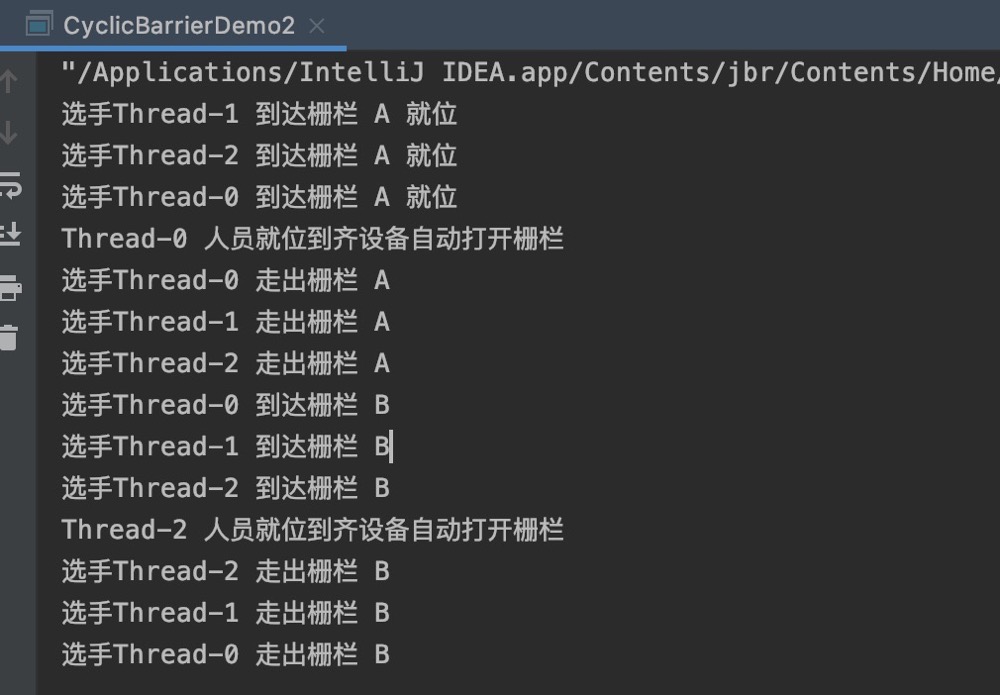 CyclicBarrierDemo2
"/Applications/IntelliJ IDEA.app/Contents/jbr/Contents/Home/
选手Thread-1 到达栅栏 A 就位
选手Thread-2 到达栅栏 A 就位
选手Thread-0 到达栅栏 A 就位
Thread-0 人员就位到齐设备自动打开栅栏
选手Thread-0 走出栅栏 A
选手Thread-1 走出栅栏 A
选手Thread-2 走出栅栏 A
选手Thread-0 到达栅栏 B
选手Thread-1 到达栅栏 B
选手Thread-2 到达栅栏 B
Thread-2 人员就位到齐设备自动打开栅栏
选手Thread-2 走出栅栏 B
选手Thread-1 走出栅栏 B
选手Thread-0 走出栅栏 B